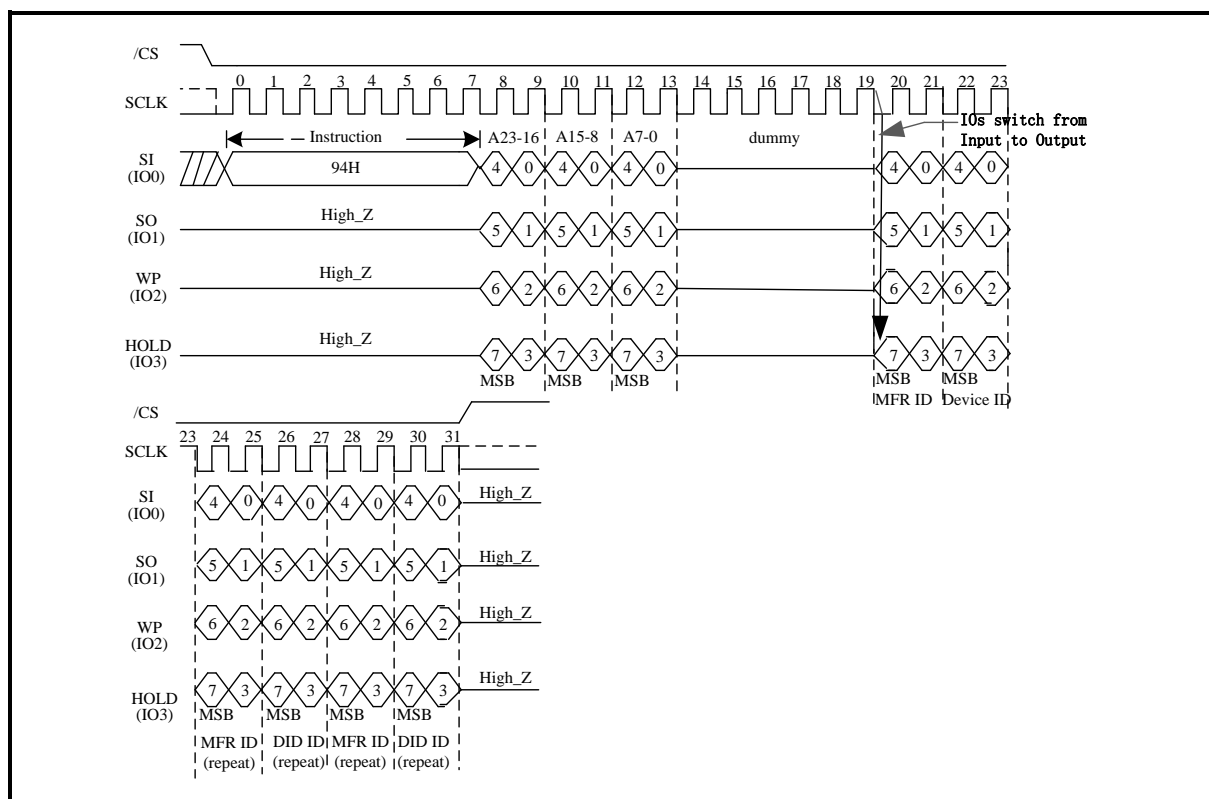 /CS
0 1 2 3 4 5 6 7 8 9 10 11 12 13 14 15 16 17 18 19 20 21 22 23
SCLK
IOs switch from
Input to Output
Instruction A23-16 A15-8 A7-0 dummy
SI
(IO0)
94H 4 0 4 0 4 0 4 0 4 0
SO
(IO1)
High_Z 5 1 5 1 5 1 5 1 5 1
WP
(IO2)
High_Z 6 2 6 2 6 2 6 2 6 2
HOLD
(IO3)
High_Z 7 3 7 3 7 3 7 3 7 3
MSB MSB MSB MSB MSB
MFR ID Device ID
/CS
23 24 25 26 27 28 29 30 31
SCLK
SI
(IO0)
4 0 4 0 4 0 4 0 High_Z
SO
(IO1)
5 1 5 1 5 1 5 1 High_Z
WP
(IO2)
6 2 6 2 6 2 6 2 High_Z
HOLD
(IO3)
7 3 7 3 7 3 7 3 High_Z
MSB MSB MSB MSB
MFR ID DID ID MFR ID DID ID
(repeat) (repeat) (repeat) (repeat)